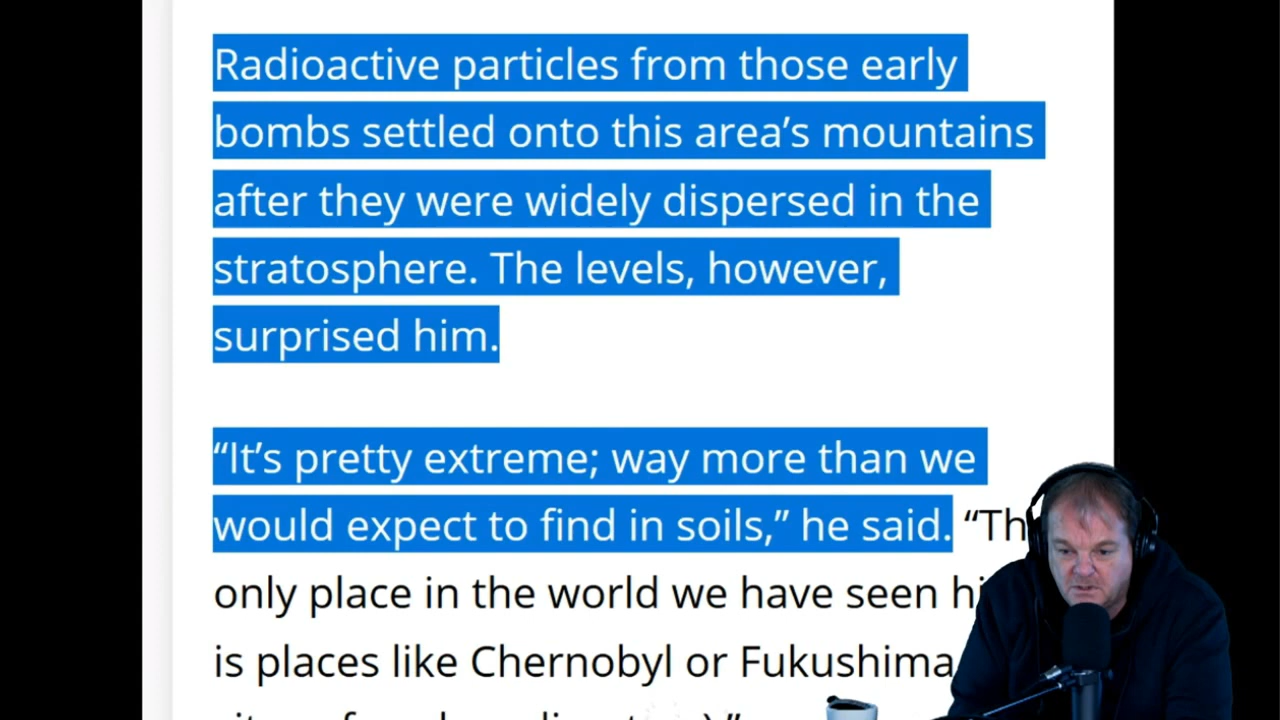 Radioactive particles from those early
bombs settled onto this area’s mountains
after they were widely dispersed in the
stratosphere. The levels, however,
surprised him.
“It’s pretty extreme; way more than we
would expect to find in soils,” he said.
only place in the world we have seen
is places like Chernobyl or Fukushima